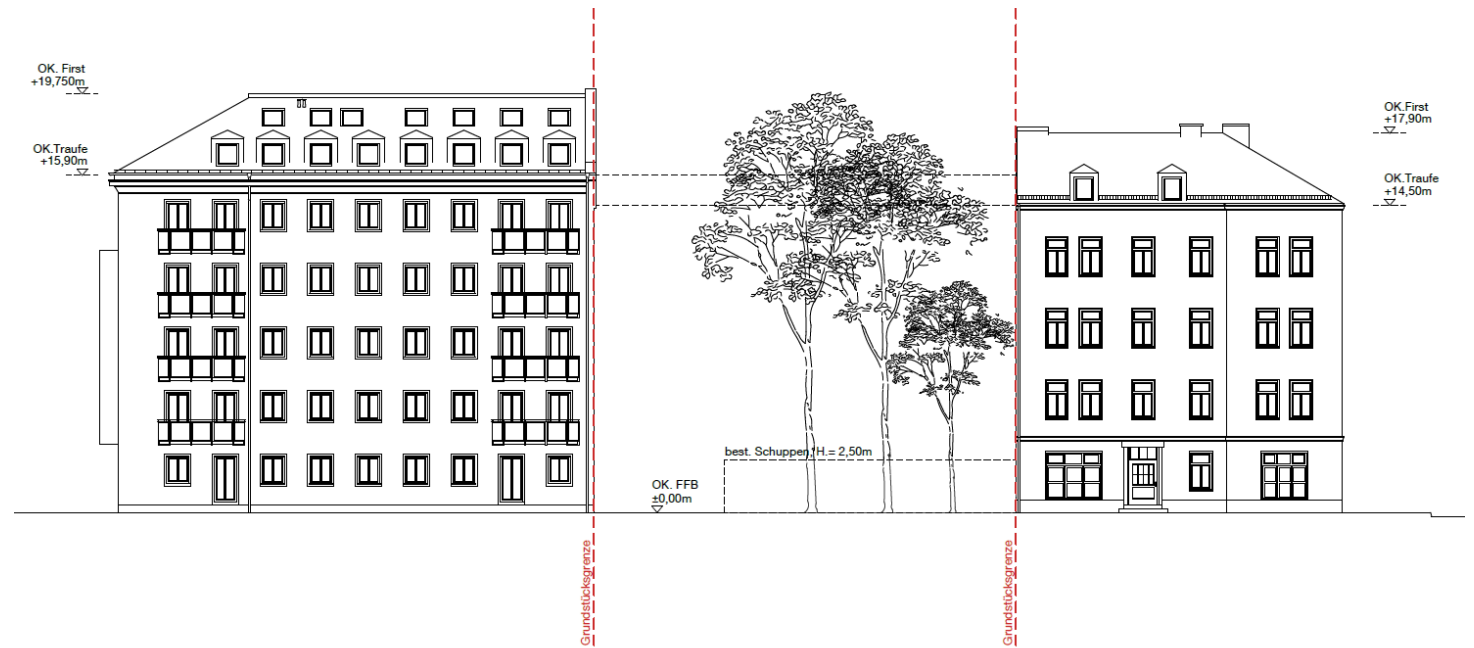 OK. First
+19,750m
OK.Traufe
+15,90m
OK.First
+17,90m
OK.Traufe
+14,50m
best. Schuppen, H.= 2,50m
OK. FFB
±0,00m
Grundstücksgrenze
Grundstücksgrenze